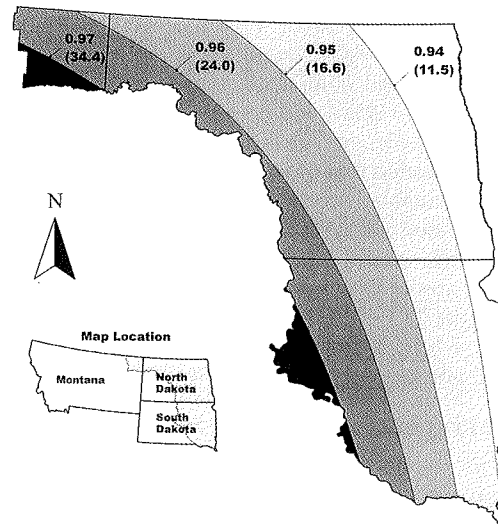 0.97
(34.4)
0.96
(24.0)
0.95
(16.6)
0.94
(11.5)
N
Map Location
Montana
North
Dakota
South
Dakota